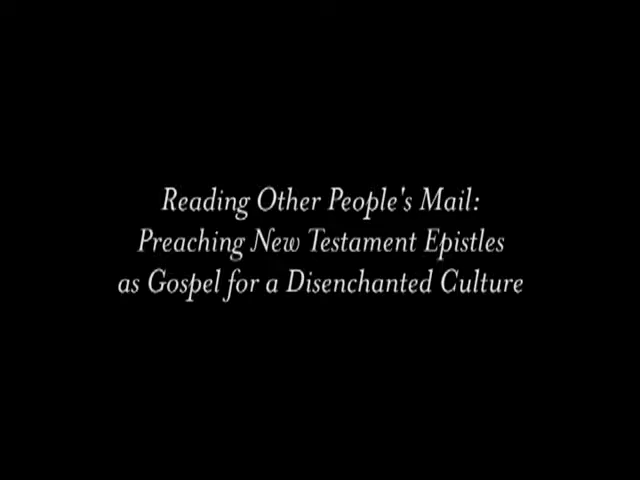 Reading Other People's Mail:
Preaching New Testament Epistles
as Gospel for a Disenchanted Culture